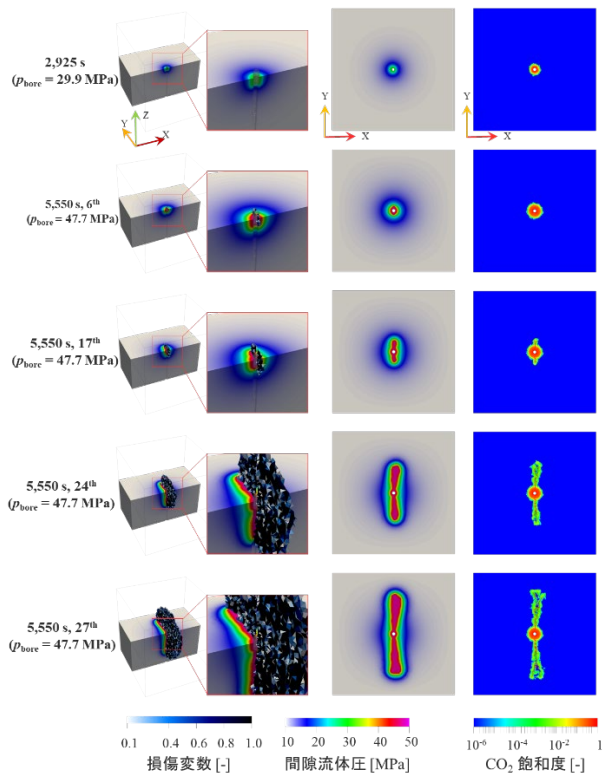 2,925 s
(pbore = 29.9 MPa)
Y
Z
X
Y
X
Y
X
5,550 s, 6th
(pbore = 47.7 MPa)
5,550 s, 17th
(pbore = 47.7 MPa)
5,550 s, 24th
(pbore = 47.7 MPa)
5,550 s, 27th
(pbore = 47.7 MPa)
0.1 0.4 0.6 0.8 1.0
損傷変数 [-]
10 20 30 40 50
間隙流体圧 [MPa]
10-6 10-4 10-2 1
CO2 飽和度 [-]